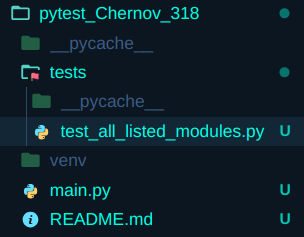 pytest_Chernov_318
__pycache__
tests
__pycache__
test_all_listed_modules.py U
venv
main.py U
README.md U